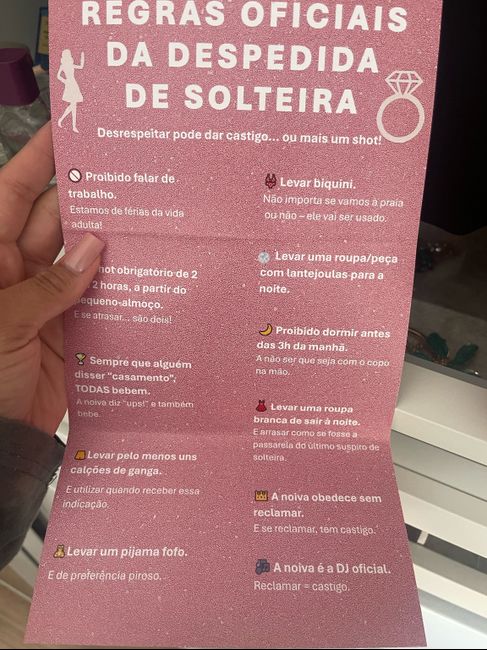 REGRAS OFICIAIS
DA DESPEDIDA
DE SOLTEIRA
Desrespeitar pode dar castigo... ou mais um shot!
Proibido falar de
trabalho.
Estamos de férias da vida
adulta!
hot obrigatório de 2
2 horas, a partir do
pequeno-almoço.
E se atrasar... são dois!
Sempre que alguém
disser "casamento",
TODAS bebem.
A noiva diz "ups!" e também
bebe.
Levar pelo menos uns
calções de ganga.
E utilizar quando receber essa
indicação.
Levar um pijama fofo.
E de preferência piroso.
Levar biquini.
Não importa se vamos à praia
ou não – ele vai ser usado.
Levar uma roupa/peça
com lantejoulas para a
noite.
Proibido dormir antes
das 3h da manhã.
A não ser que seja com o copo
na mão.
Levar uma roupa
branca de sair à noite.
E arrasar como se fosse a
passarela do último suspiro de
solteira.
A noiva obedece sem
reclamar.
E se reclamar, tem castigo.
A noiva é a DJ oficial.
Reclamar = castigo.